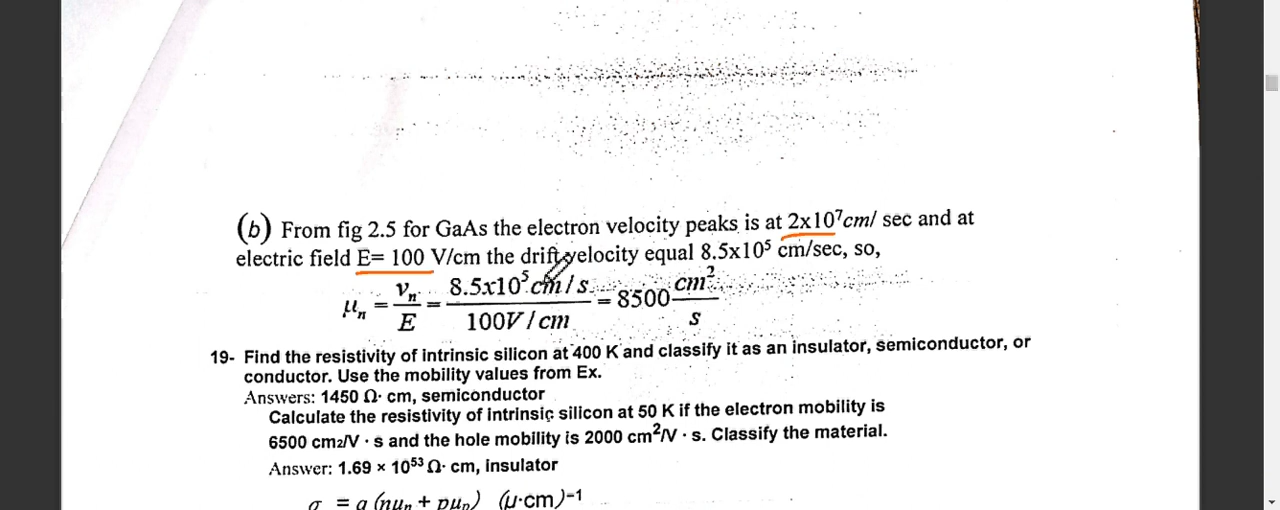 (b) From fig 2.5 for GaAs the electron velocity peaks is at 2x10⁷cm/ sec and at
electric field E= 100 V/cm the drift velocity equal 8.5x10⁵ cm/sec, so,
μₙ = vₙ/E = 8.5x10⁵cm/s / 100V/cm = 8500 cm²/s
19- Find the resistivity of intrinsic silicon at 400 K and classify it as an insulator, semiconductor, or
conductor. Use the mobility values from Ex.
Answers: 1450 Ω· cm, semiconductor
Calculate the resistivity of intrinsic silicon at 50 K if the electron mobility is
6500 cm2/V · s and the hole mobility is 2000 cm²/V · s. Classify the material.
Answer: 1.69 × 10⁵³ Ω· cm, insulator
σ = q (nμₙ + pμₚ) (μ·cm)⁻¹